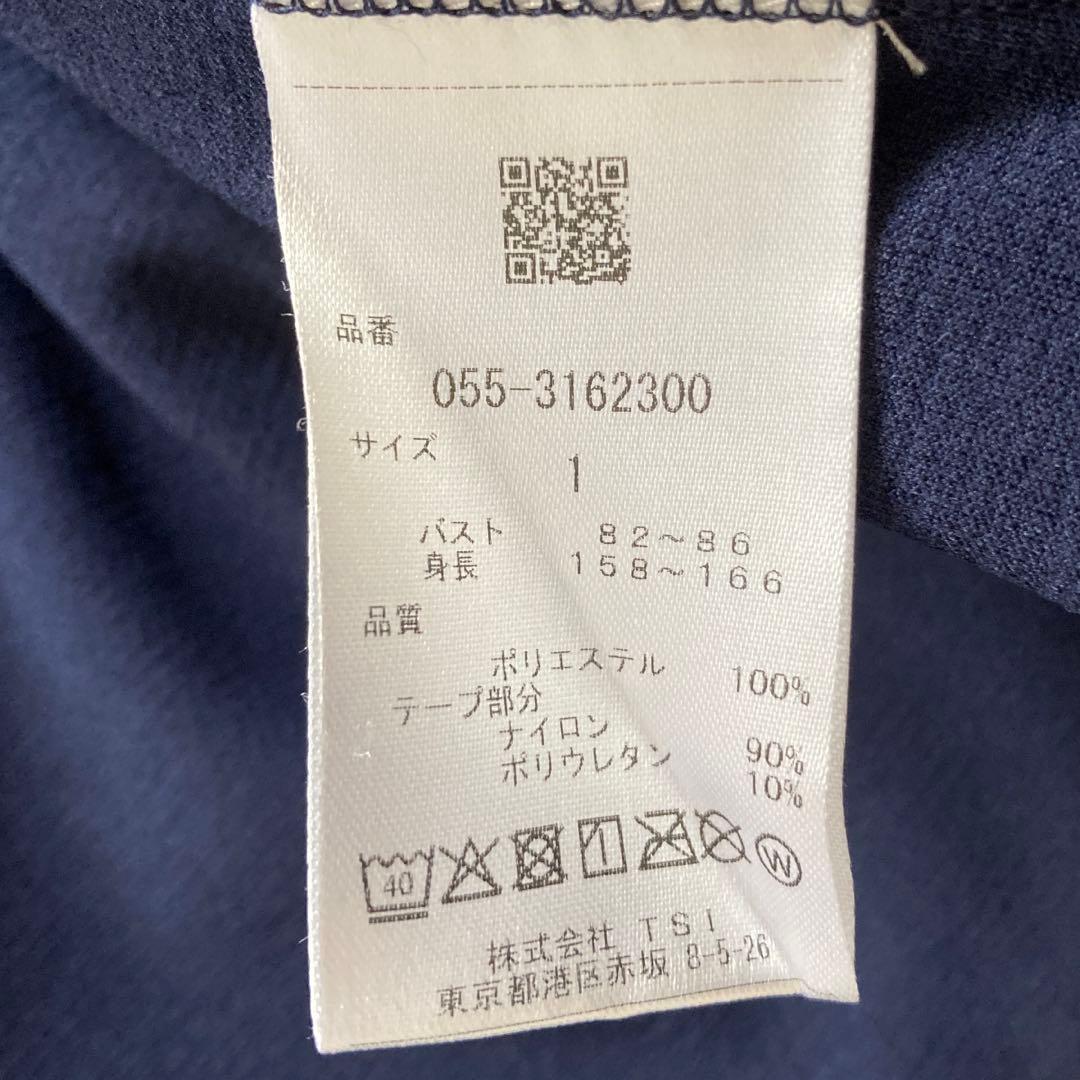 品番
055-3162300
サイズ
1
バスト 82～86
身長 158～166
品質
ポリエステル 100%
テープ部分
ナイロン 90%
ポリウレタン 10%
40
W
株式会社 TSI
東京都港区赤坂 8-5-26